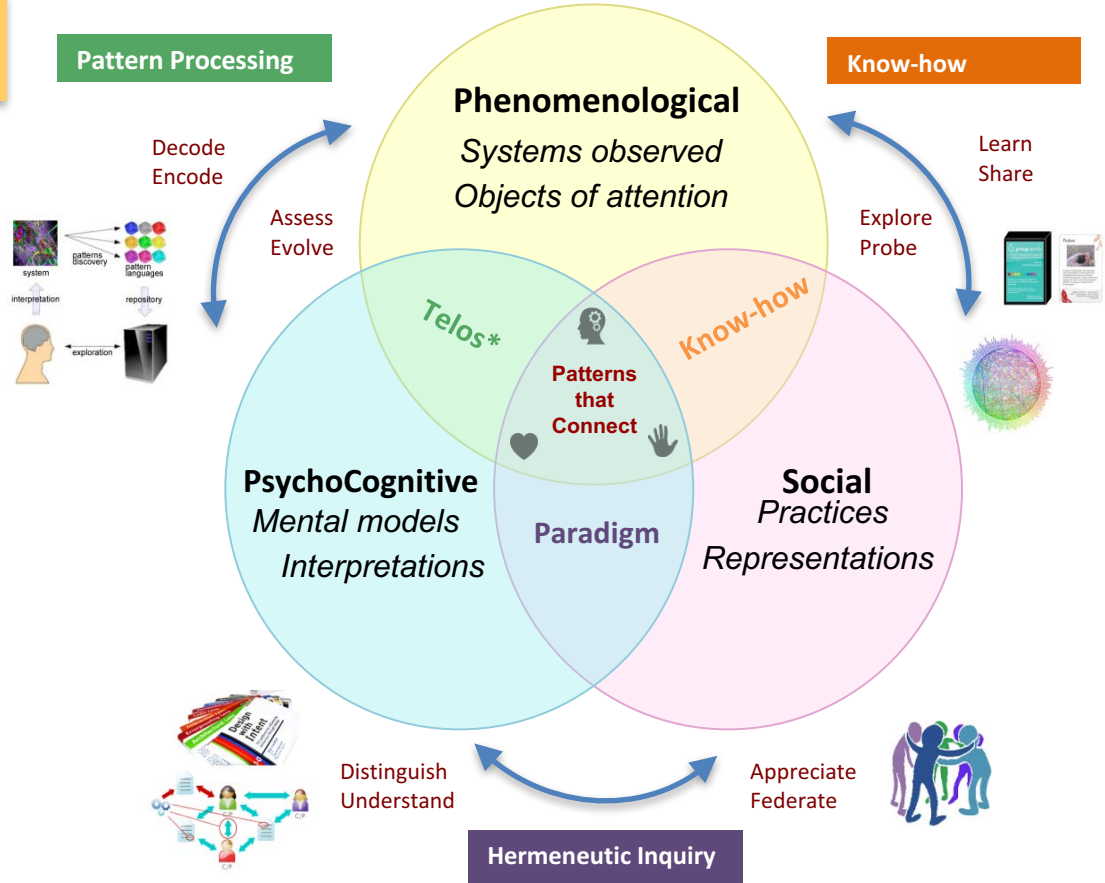 Pattern Processing
Know-how
Phenomenological
Systems observed
Objects of attention
Decode
Encode
Assess
Evolve
Learn
Share
Explore
Probe
system
patterns
discovery
pattern
languages
interpretation
repository
exploration
Telos*
Know-how
Patterns
that
Connect
PsychoCognitive
Mental models
Interpretations
Social
Practices
Representations
Paradigm
Design
with
Intent
C/P
C/P
C/P
Distinguish
Understand
Appreciate
Federate
Hermeneutic Inquiry